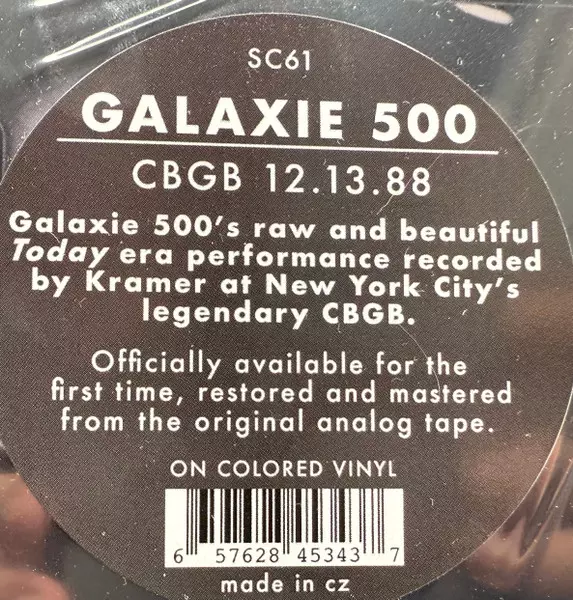 SC61
GALAXIE 500
CBGB 12.13.88
Galaxie 500's raw and beautiful
Today era performance recorded
by Kramer at New York City's
legendary CBGB.
Officially available for the
first time, restored and mastered
from the original analog tape.
ON COLORED VINYL
6 57628 45343 7
made in cz